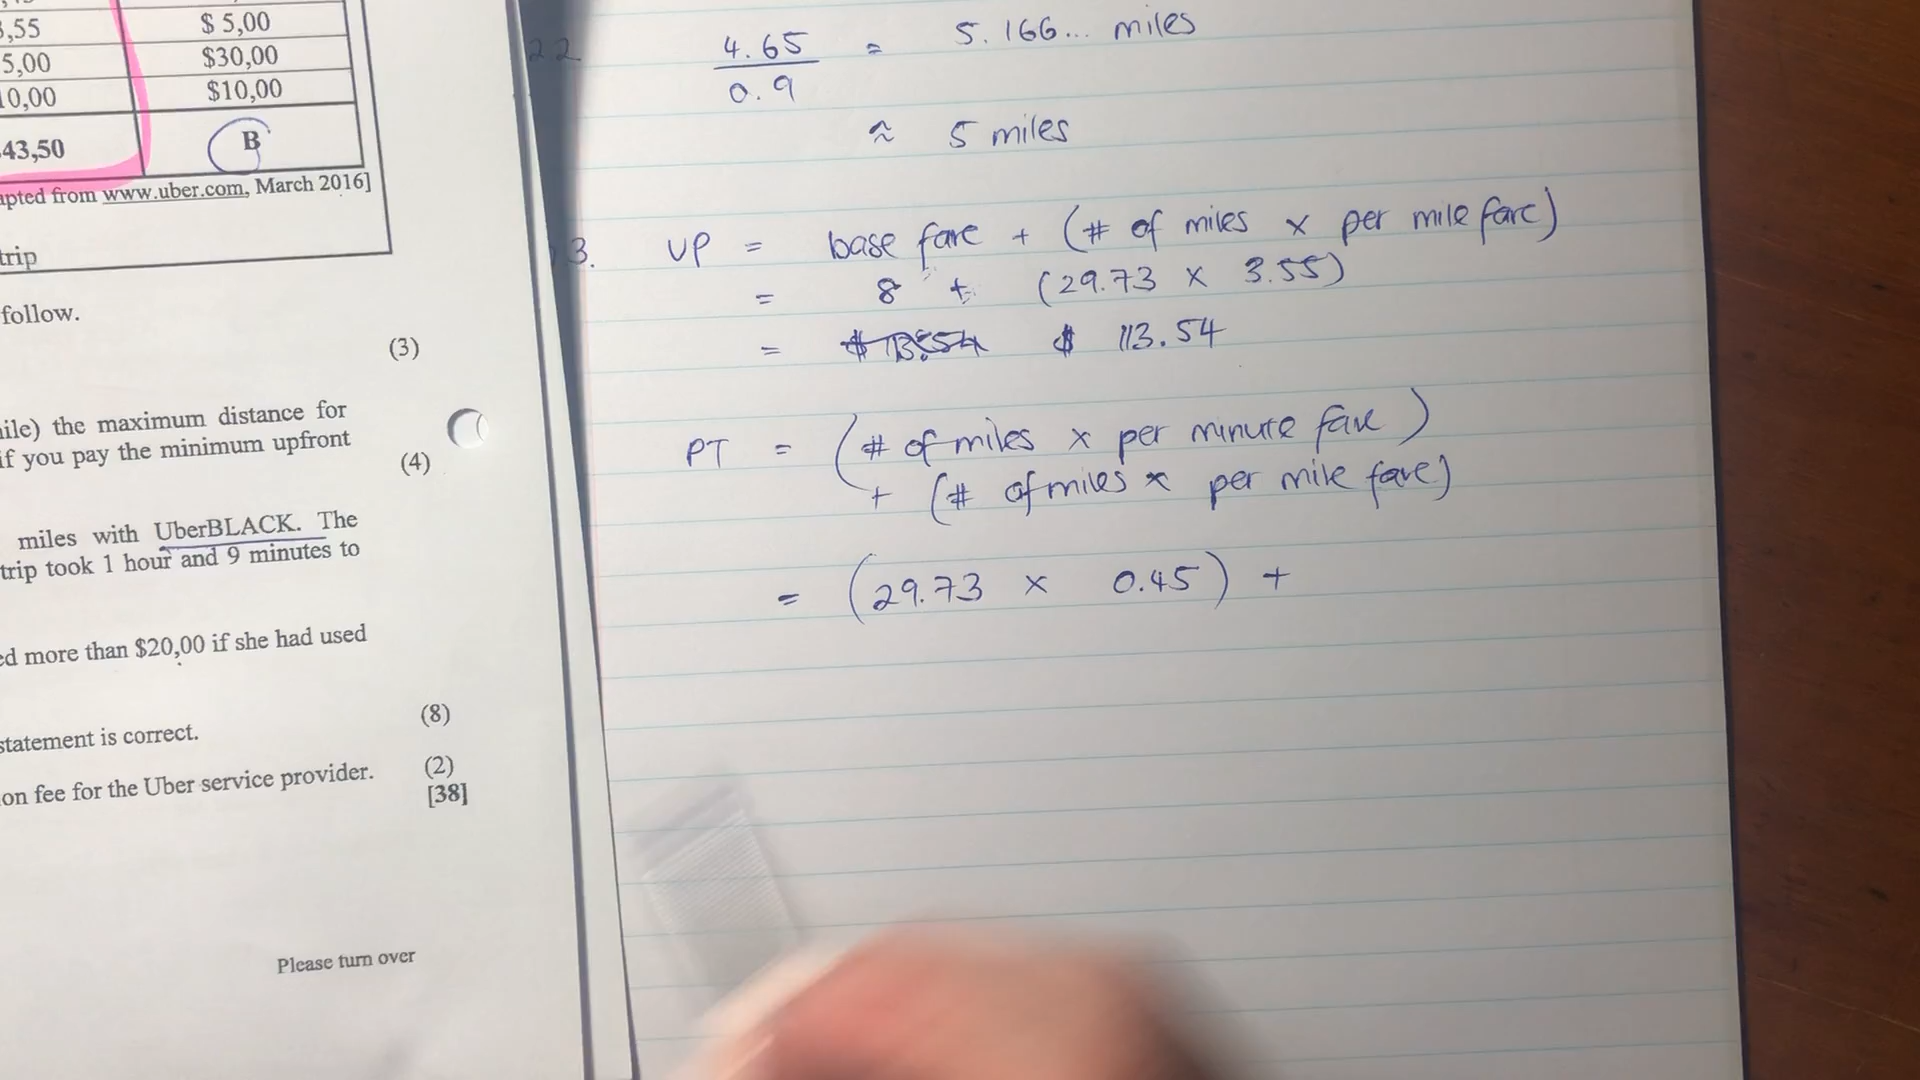 ,55 $ 5,00
5,00 $30,00
10,00 $10,00
43,50 B
apted from www.uber.com, March 2016]
trip
follow.
(3)
ile) the maximum distance for
if you pay the minimum upfront
(4)
miles with UberBLACK. The
trip took 1 hour and 9 minutes to
ed more than $20,00 if she had used
(8)
statement is correct.
on fee for the Uber service provider. (2)
[38]
Please turn over
2.2 4.65 = 5.166... miles
0.9
≈ 5 miles
3. UP = base fare + (# of miles x per mile fare)
= 8 + (29.73 x 3.55)
= $ 113.54
PT = (# of miles x per minute fare)
+ (# of miles x per mile fare)
= (29.73 x 0.45) +